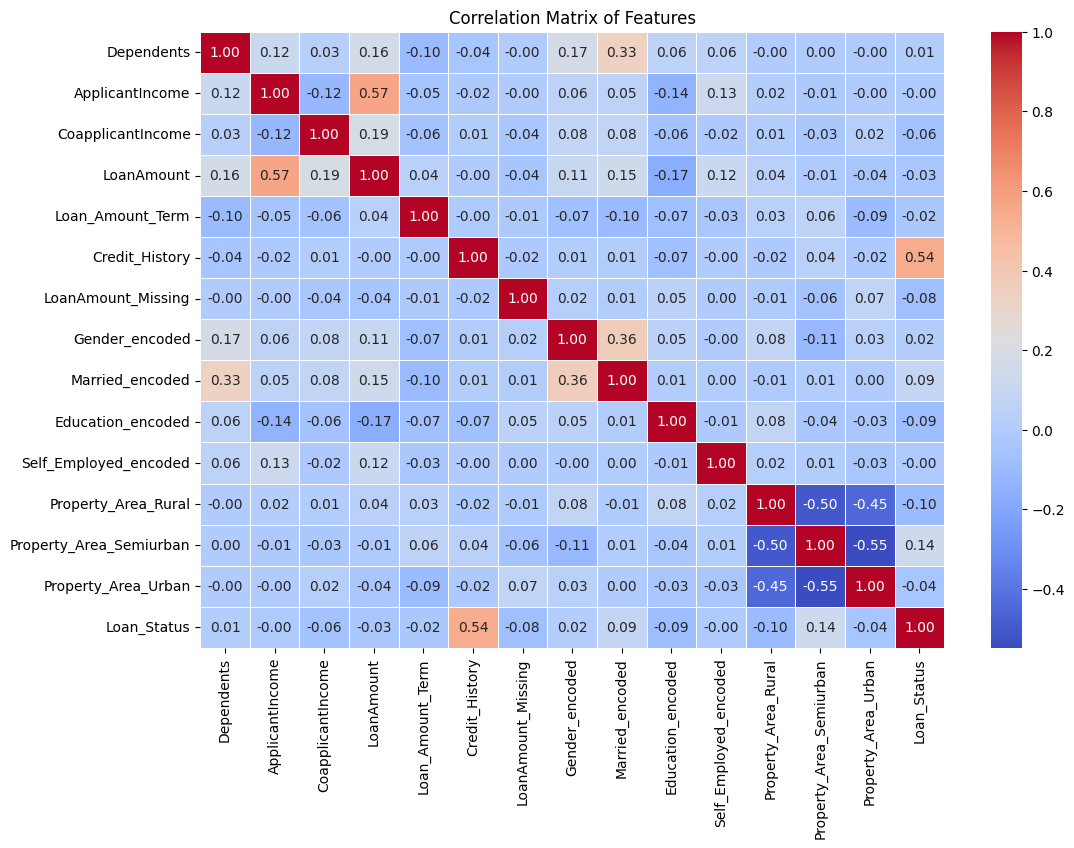 Correlation Matrix of Features
Dependents 1.00 0.12 0.03 0.16 -0.10 -0.04 -0.00 0.17 0.33 0.06 0.06 -0.00 0.00 -0.00 0.01
ApplicantIncome 0.12 1.00 -0.12 0.57 -0.05 -0.02 -0.00 0.06 0.05 -0.14 0.13 0.02 -0.01 -0.00 -0.00
CoapplicantIncome 0.03 -0.12 1.00 0.19 -0.06 0.01 -0.04 0.08 0.08 -0.06 -0.02 0.01 -0.03 0.02 -0.06
LoanAmount 0.16 0.57 0.19 1.00 0.04 -0.00 -0.04 0.11 0.15 -0.17 0.12 0.04 -0.01 -0.04 -0.03
Loan_Amount_Term -0.10 -0.05 -0.06 0.04 1.00 -0.00 -0.01 -0.07 -0.10 -0.07 -0.03 0.03 0.06 -0.09 -0.02
Credit_History -0.04 -0.02 0.01 -0.00 -0.00 1.00 -0.02 0.01 0.01 -0.07 -0.00 -0.02 0.04 -0.02 0.54
LoanAmount_Missing -0.00 -0.00 -0.04 -0.04 -0.01 -0.02 1.00 0.02 0.01 0.05 0.00 -0.01 -0.06 0.07 -0.08
Gender_encoded 0.17 0.06 0.08 0.11 -0.07 0.01 0.02 1.00 0.36 0.05 -0.00 0.08 -0.11 0.03 0.02
Married_encoded 0.33 0.05 0.08 0.15 -0.10 0.01 0.01 0.36 1.00 0.01 0.00 -0.01 0.01 0.00 0.09
Education_encoded 0.06 -0.14 -0.06 -0.17 -0.07 -0.07 0.05 0.05 0.01 1.00 -0.01 0.08 -0.04 -0.03 -0.09
Self_Employed_encoded 0.06 0.13 -0.02 0.12 -0.03 -0.00 0.00 -0.00 0.00 -0.01 1.00 0.02 0.01 -0.03 -0.00
Property_Area_Rural -0.00 0.02 0.01 0.04 0.03 -0.02 -0.01 0.08 -0.01 0.08 0.02 1.00 -0.50 -0.45 -0.10
Property_Area_Semiurban 0.00 -0.01 -0.03 -0.01 0.06 0.04 -0.06 -0.11 0.01 -0.04 0.01 -0.50 1.00 -0.55 0.14
Property_Area_Urban -0.00 -0.00 0.02 -0.04 -0.09 -0.02 0.07 0.03 0.00 -0.03 -0.03 -0.45 -0.55 1.00 -0.04
Loan_Status 0.01 -0.00 -0.06 -0.03 -0.02 0.54 -0.08 0.02 0.09 -0.09 -0.00 -0.10 0.14 -0.04 1.00
Dependents
ApplicantIncome
CoapplicantIncome
LoanAmount
Loan_Amount_Term
Credit_History
LoanAmount_Missing
Gender_encoded
Married_encoded
Education_encoded
Self_Employed_encoded
Property_Area_Rural
Property_Area_Semiurban
Property_Area_Urban
Loan_Status
1.0
0.8
0.6
0.4
0.2
0.0
−0.2
−0.4